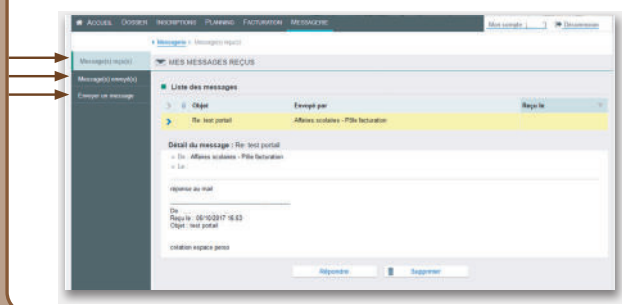 ACCUEIL DOSSIER INSCRIPTIONS PLANNING FACTURATION MESSAGERIE
Mon compte Déconnexion
Messagerie Message(s) reçu(s)
Message(s) reçu(s)
MES MESSAGES REÇUS
Message(s) envoyé(s)
Envoyer un message
Liste des messages
Objet Envoyé par Reçu le
Re: test portail Affaires scolaires - Pôle facturation
Détail du message : Re: test portail
De : Affaires scolaires - Pôle facturation
Le :
réponse au mail
De :
Reçu le : 05/10/2017 16:53
Objet : test portail
création espace perso
Répondre Supprimer